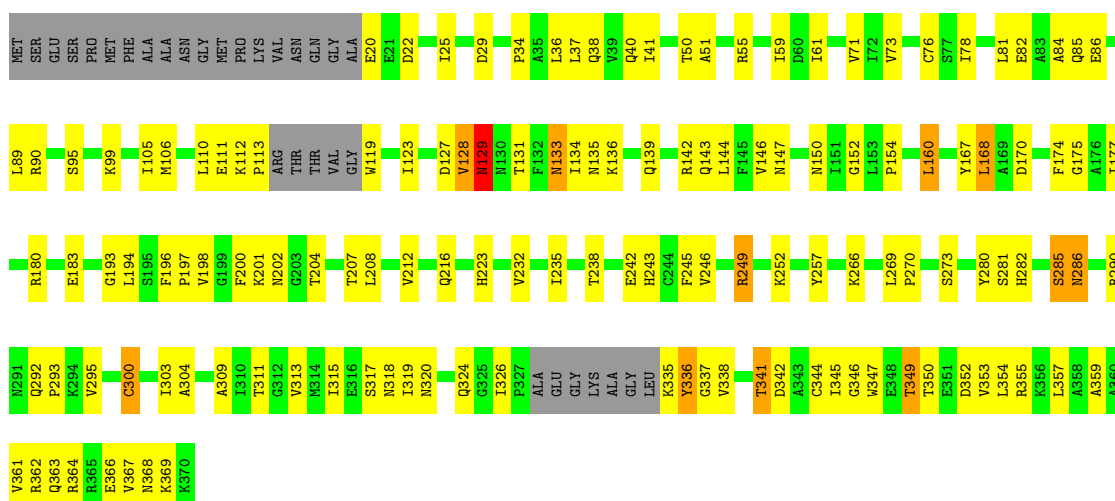 MET SER GLU SER PRO MET PHE ALA ALA ASN GLY MET PRO LYS VAL ASN GLN GLY ALA E20 E21 D22 I25 D29 P34 A35 L36 L37 Q38 V39 Q40 I41 T50 A51 R55 I59 D60 I61 V71 I72 V73 C76 S77 I78 L81 E82 A83 A84 Q85 E86
L89 R90 S95 K99 I105 M106 L110 E111 K112 P113 ARG THR THR VAL GLY W119 I123 D127 V128 N129 N130 T131 F132 N133 I134 N135 K136 Q139 R142 Q143 L144 F145 V146 N147 N150 I151 G152 L153 P154 L160 Y167 L168 A169 D170 F174 G175 A176
R180 E183 G193 L194 S195 F196 P197 V198 G199 F200 K201 N202 G203 T204 T207 L208 V212 Q216 H223 V232 I235 T238 E242 H243 C244 F245 V246 R249 K252 Y257 K266 L269 P270 S273 Y280 S281 H282 S285 N286
N291 Q292 P293 K294 V295 C300 I303 A304 A309 I310 T311 G312 V313 M314 I315 E316 S317 N318 I319 N320 Q324 G325 I326 P327 ALA GLU GLY LYS ALA GLY LEU K335 Y336 G337 V338 T341 D342 A343 C344 I345 G346 W347 E348 T349 T350 E351 D352 V353 L354 R355 K356 L357 A358 A359
V361 R362 Q363 R364 R365 E366 V367 N368 K369 K370